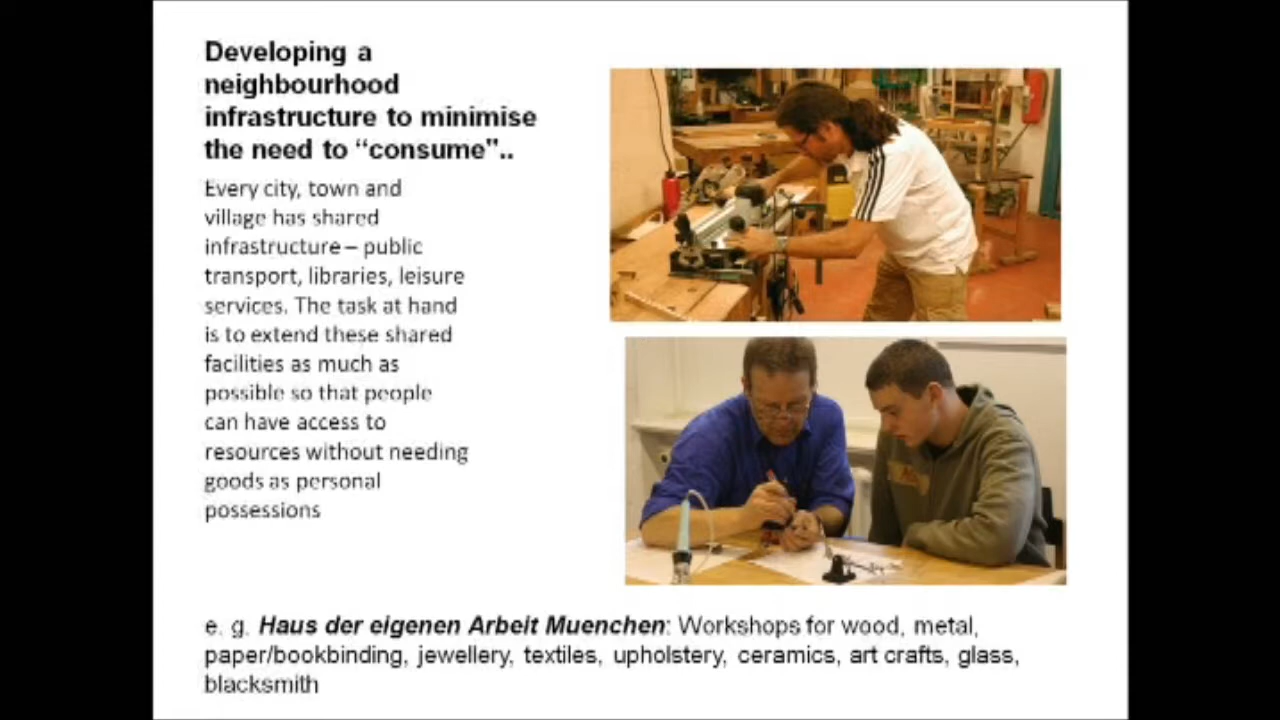 Developing a
neighbourhood
infrastructure to minimise
the need to “consume”..
Every city, town and
village has shared
infrastructure – public
transport, libraries, leisure
services. The task at hand
is to extend these shared
facilities as much as
possible so that people
can have access to
resources without needing
goods as personal
possessions
e. g. Haus der eigenen Arbeit Muenchen: Workshops for wood, metal,
paper/bookbinding, jewellery, textiles, upholstery, ceramics, art crafts, glass,
blacksmith